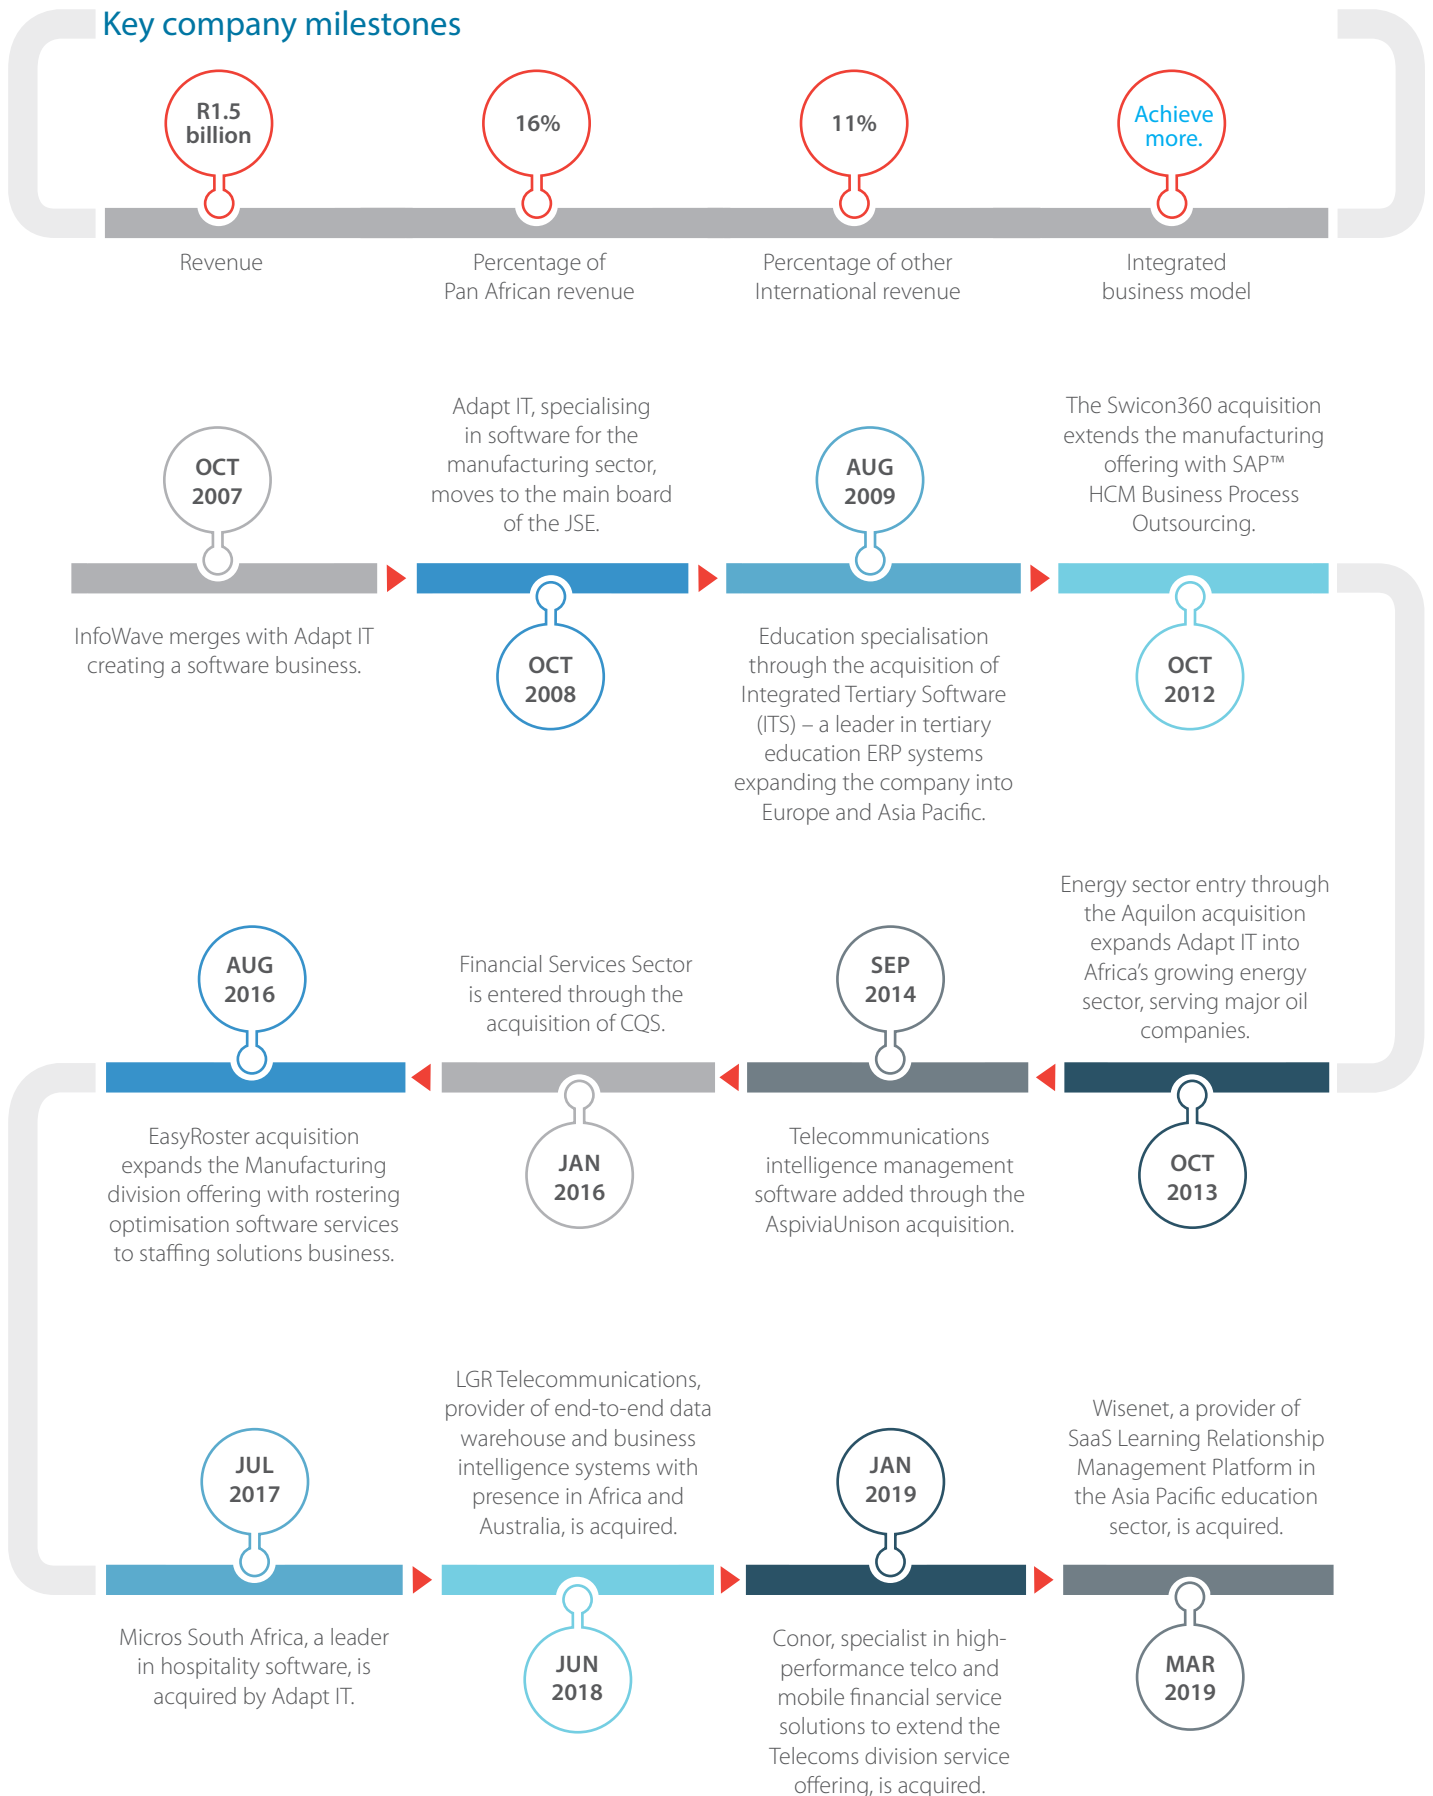 Key company milestones
R1.5
billion
Revenue
16%
Percentage of
Pan African revenue
11%
Percentage of other
International revenue
Achieve
more.
Integrated
business model
OCT
2007
InfoWave merges with Adapt IT
creating a software business.
Adapt IT, specialising
in software for the
manufacturing sector,
moves to the main board
of the JSE.
OCT
2008
AUG
2009
Education specialisation
through the acquisition of
Integrated Tertiary Software
(ITS) – a leader in tertiary
education ERP systems
expanding the company into
Europe and Asia Pacific.
The Swicon360 acquisition
extends the manufacturing
offering with SAP™
HCM Business Process
Outsourcing.
OCT
2012
Energy sector entry through
the Aquilon acquisition
expands Adapt IT into
Africa's growing energy
sector, serving major oil
companies.
OCT
2013
SEP
2014
Telecommunications
intelligence management
software added through the
AspiviaUnison acquisition.
Financial Services Sector
is entered through the
acquisition of CQS.
JAN
2016
AUG
2016
EasyRoster acquisition
expands the Manufacturing
division offering with rostering
optimisation software services
to staffing solutions business.
JUL
2017
Micros South Africa, a leader
in hospitality software, is
acquired by Adapt IT.
LGR Telecommunications,
provider of end-to-end data
warehouse and business
intelligence systems with
presence in Africa and
Australia, is acquired.
JUN
2018
JAN
2019
Conor, specialist in high-
performance telco and
mobile financial service
solutions to extend the
Telecoms division service
offering, is acquired.
Wisenet, a provider of
SaaS Learning Relationship
Management Platform in
the Asia Pacific education
sector, is acquired.
MAR
2019